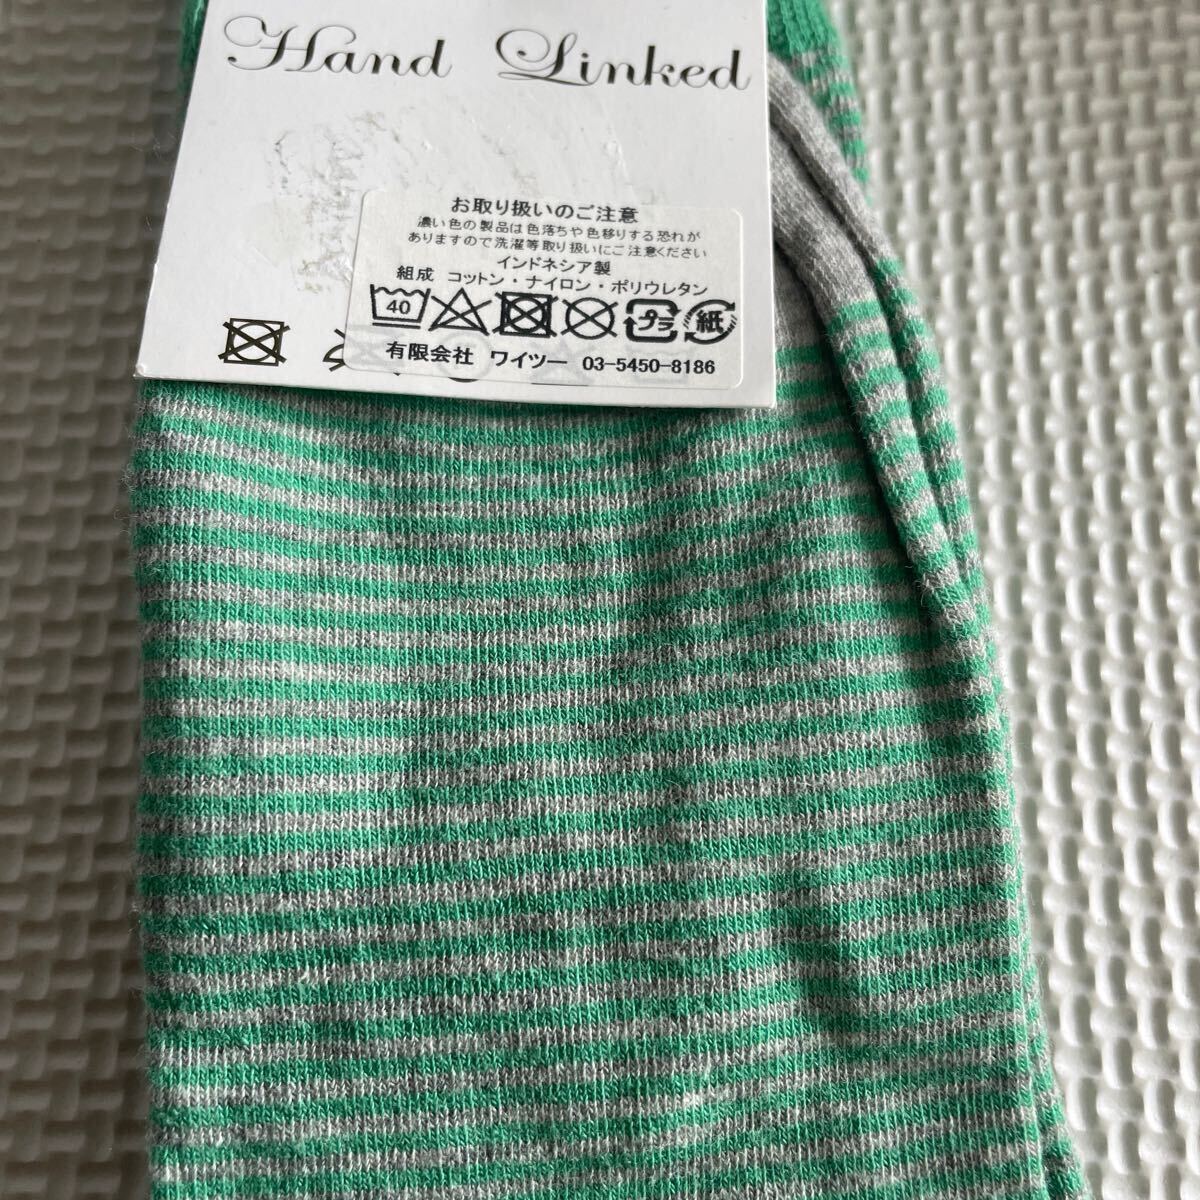 Hand Linked
お取り扱いのご注意
濃い色の製品は色落ちや色移りする恐れが
ありますので洗濯等取り扱いにご注意ください
インドネシア製
組成 コットン・ナイロン・ポリウレタン
40 プラ 紙
有限会社 ワイツー 03-5450-8186